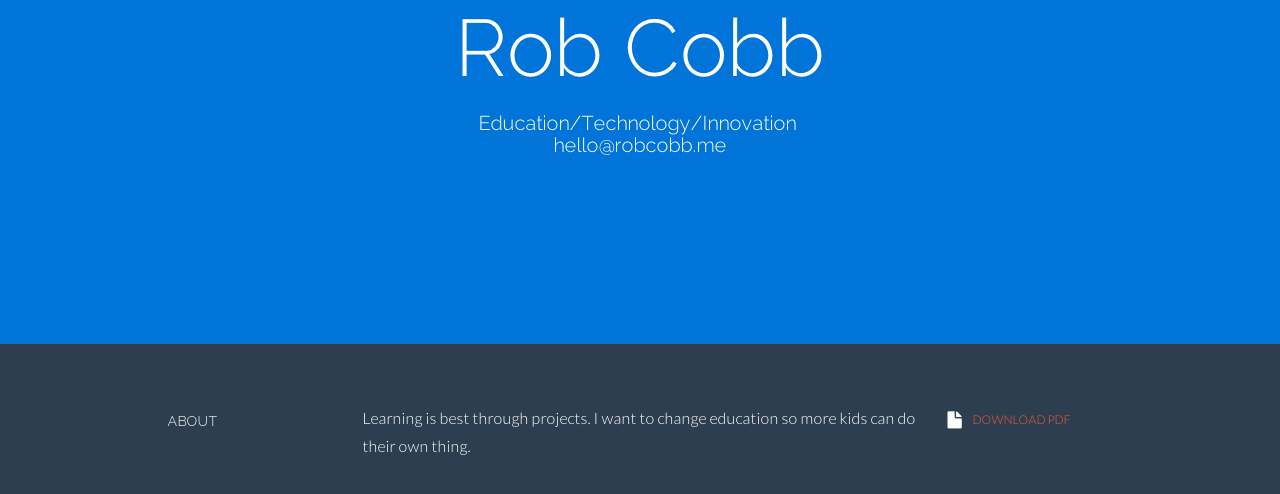 Rob Cobb
Education/Technology/Innovation
hello@robcobb.me
ABOUT
Learning is best through projects. I want to change education so more kids can do
their own thing.
DOWNLOAD PDF